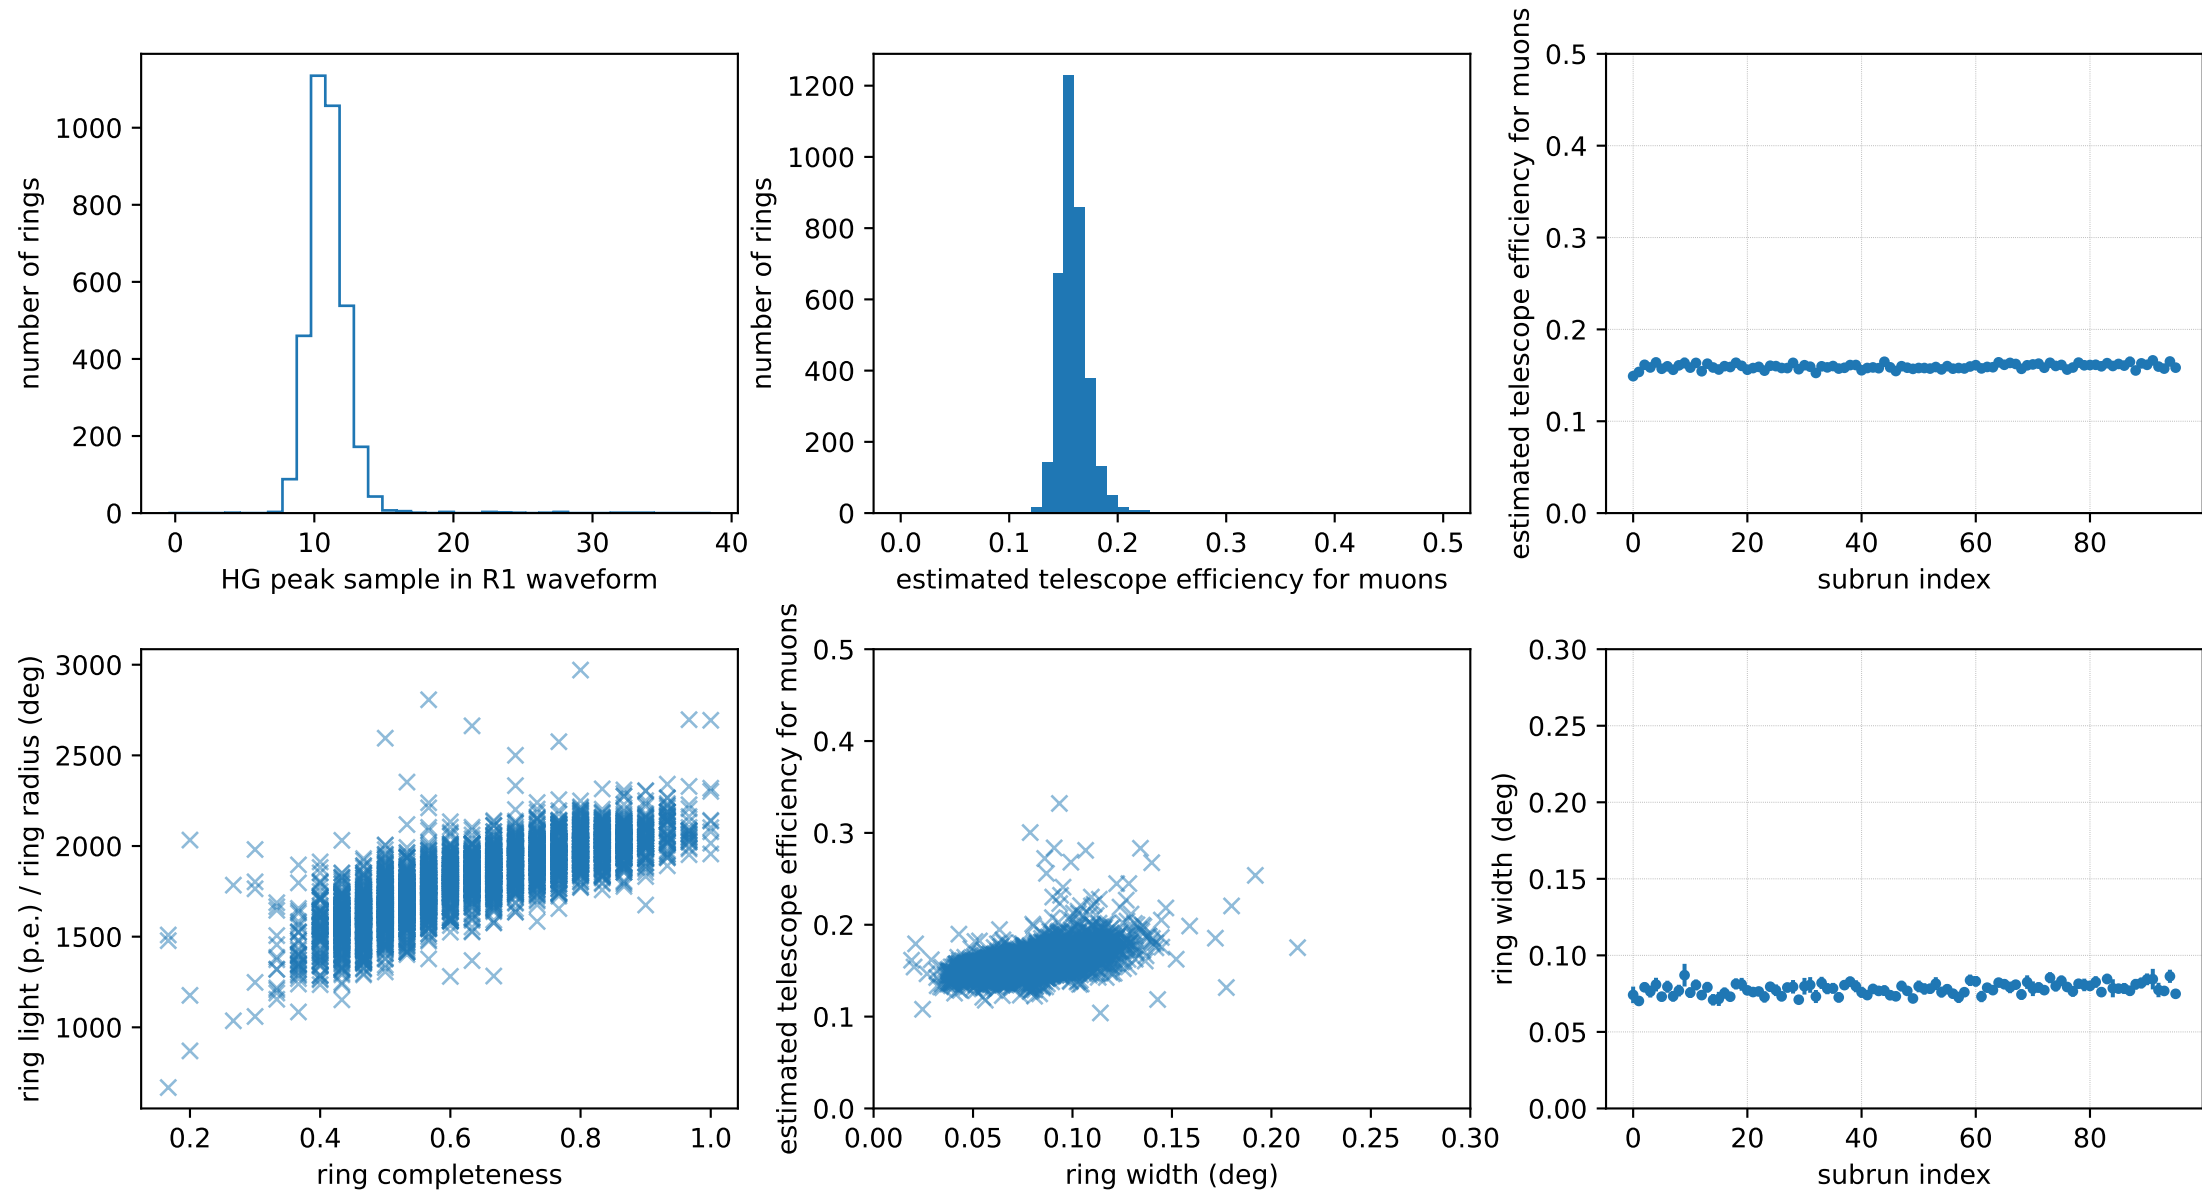 number of rings
1000
800
600
400
200
0
0 10 20 30 40
HG peak sample in R1 waveform
number of rings
1200
1000
800
600
400
200
0
0.0 0.1 0.2 0.3 0.4 0.5
estimated telescope efficiency for muons
estimated telescope efficiency for muons
0.5
0.4
0.3
0.2
0.1
0.0
0 20 40 60 80
subrun index
ring light (p.e.) / ring radius (deg)
3000
2500
2000
1500
1000
0.2 0.4 0.6 0.8 1.0
ring completeness
estimated telescope efficiency for muons
0.5
0.4
0.3
0.2
0.1
0.0
0.00 0.05 0.10 0.15 0.20 0.25 0.30
ring width (deg)
ring width (deg)
0.30
0.25
0.20
0.15
0.10
0.05
0.00
0 20 40 60 80
subrun index